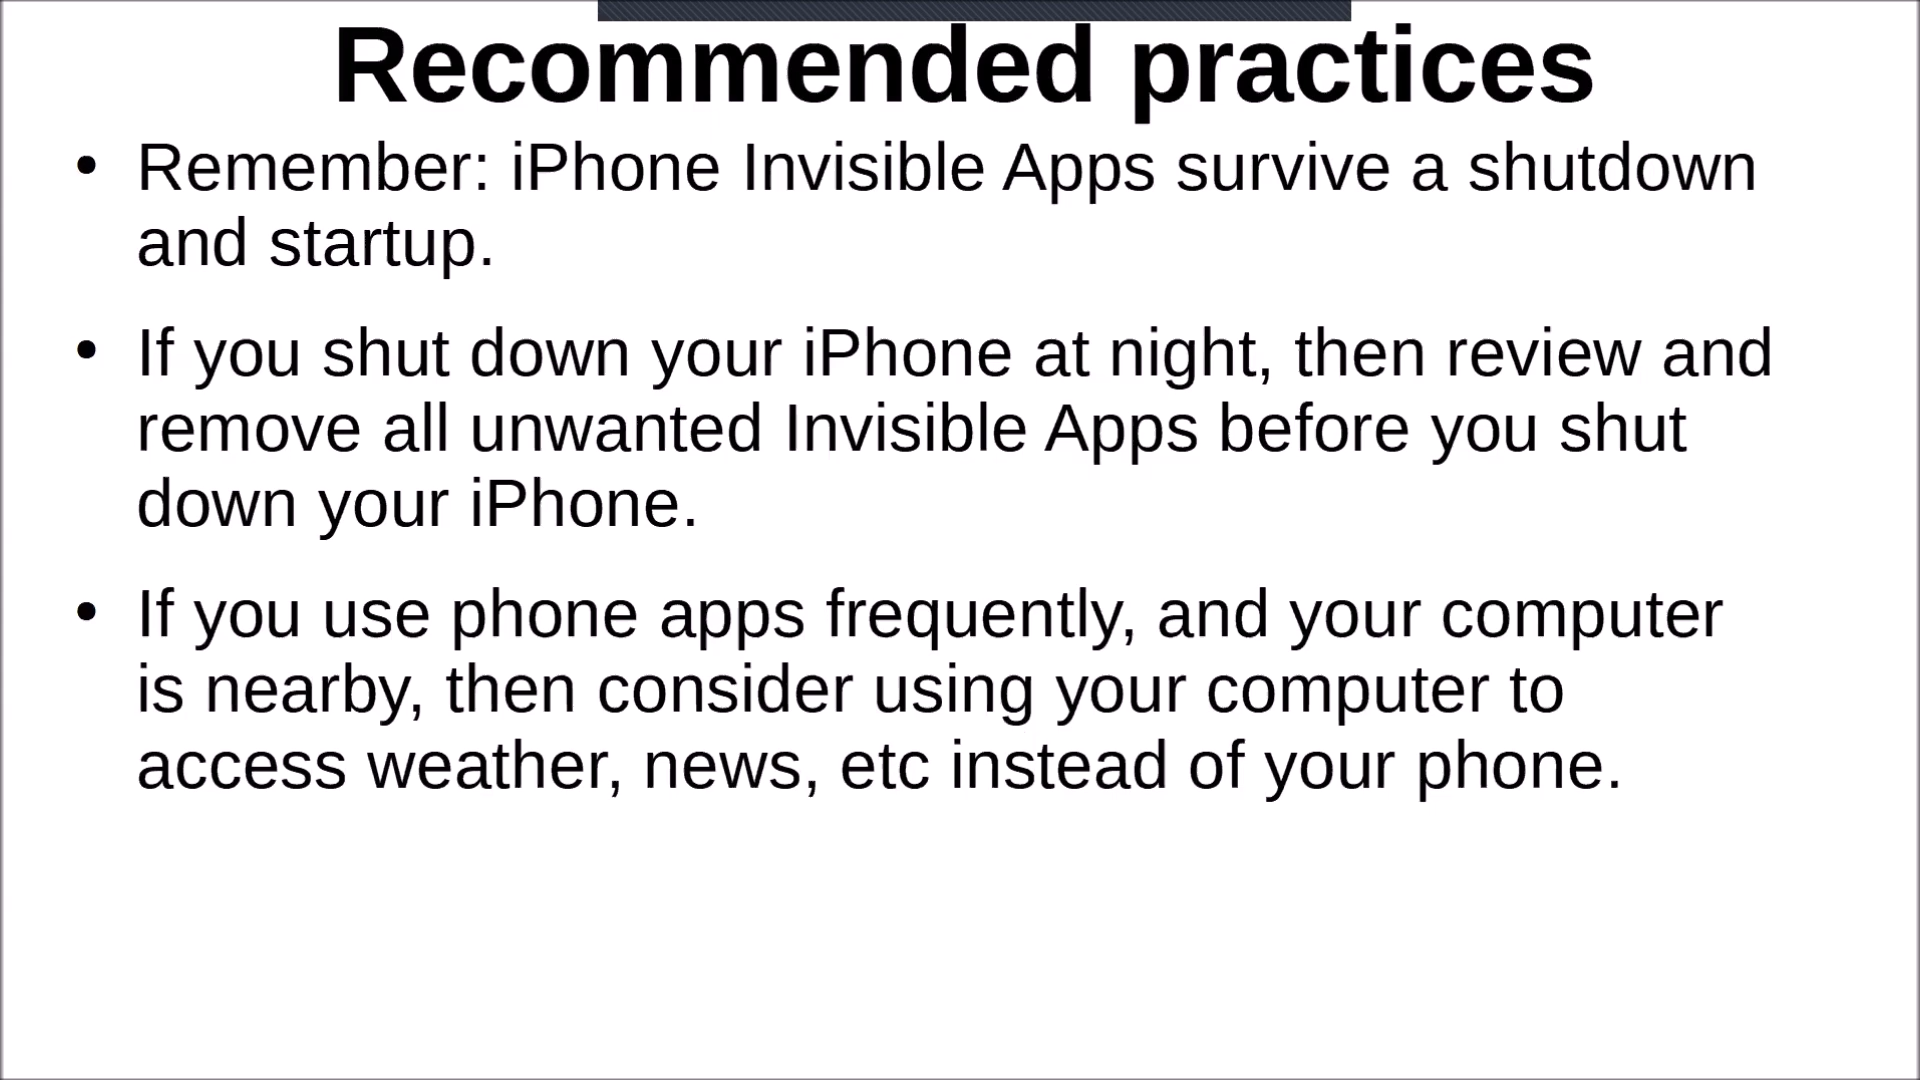 Recommended practices
• Remember: iPhone Invisible Apps survive a shutdown
and startup.
• If you shut down your iPhone at night, then review and
remove all unwanted Invisible Apps before you shut
down your iPhone.
• If you use phone apps frequently, and your computer
is nearby, then consider using your computer to
access weather, news, etc instead of your phone.